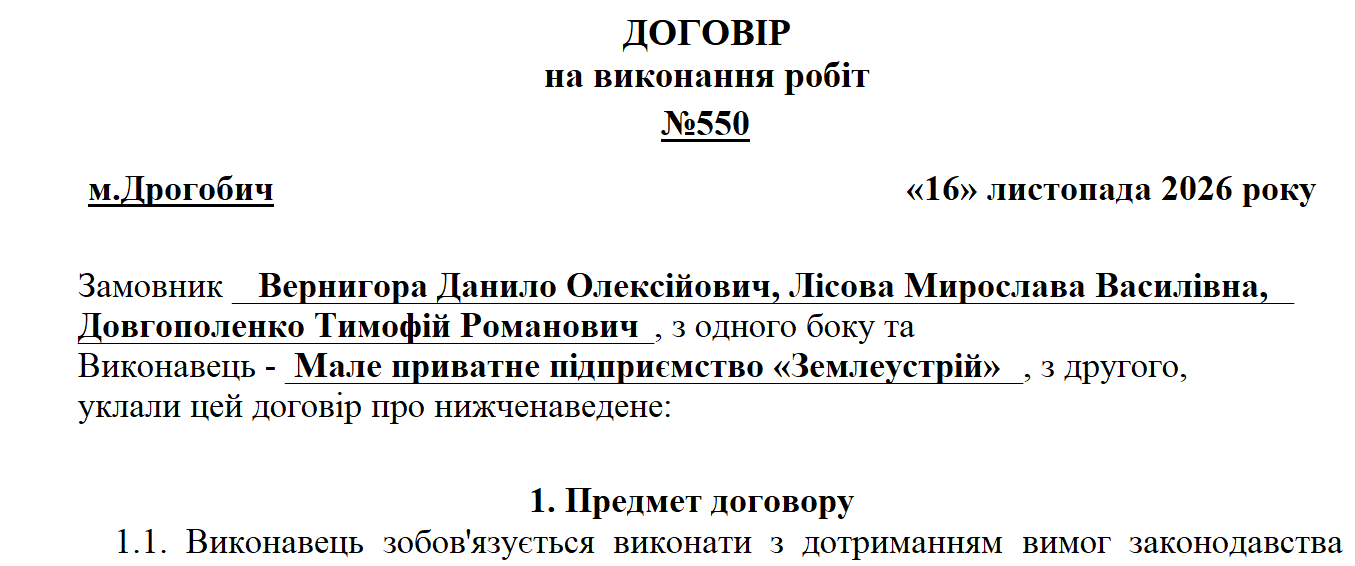 ДОГОВІР
на виконання робіт
№550
м.Дрогобич «16» листопада 2026 року
Замовник Вернигора Данило Олексійович, Лісова Мирослава Василівна,
Довгополенко Тимофій Романович , з одного боку та
Виконавець - Мале приватне підприємство «Землеустрій» , з другого,
уклали цей договір про нижченаведене:
1. Предмет договору
1.1. Виконавець зобов'язується виконати з дотриманням вимог законодавства